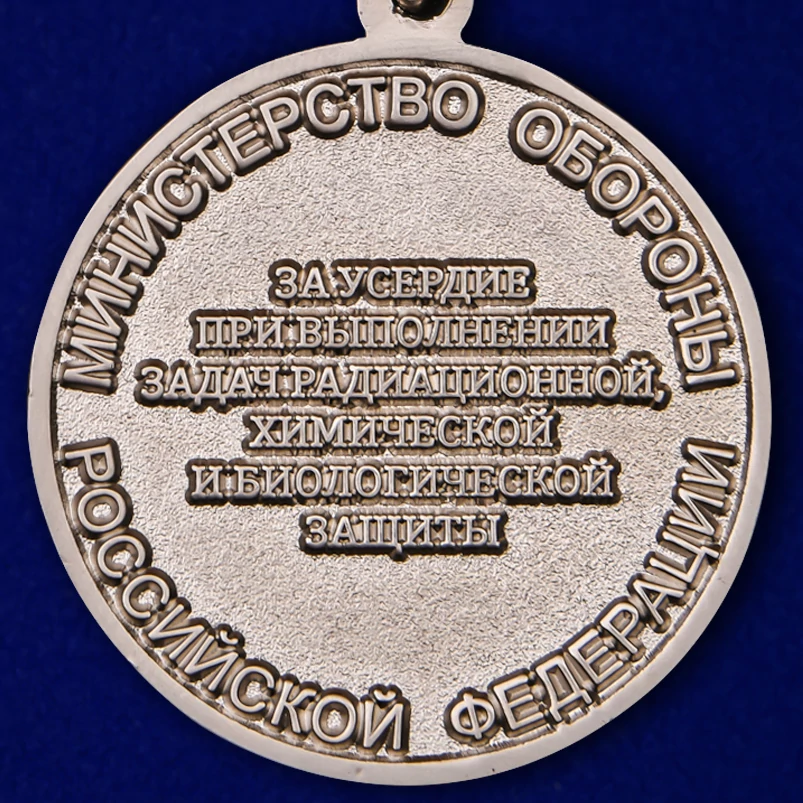 МИНИСТЕРСТВО ОБОРОНЫ
ЗА УСЕРДИЕ
ПРИ ВЫПОЛНЕНИИ
ЗАДАЧ РАДИАЦИОННОЙ,
ХИМИЧЕСКОЙ
И БИОЛОГИЧЕСКОЙ
ЗАЩИТЫ
РОССИЙСКОЙ ФЕДЕРАЦИИ